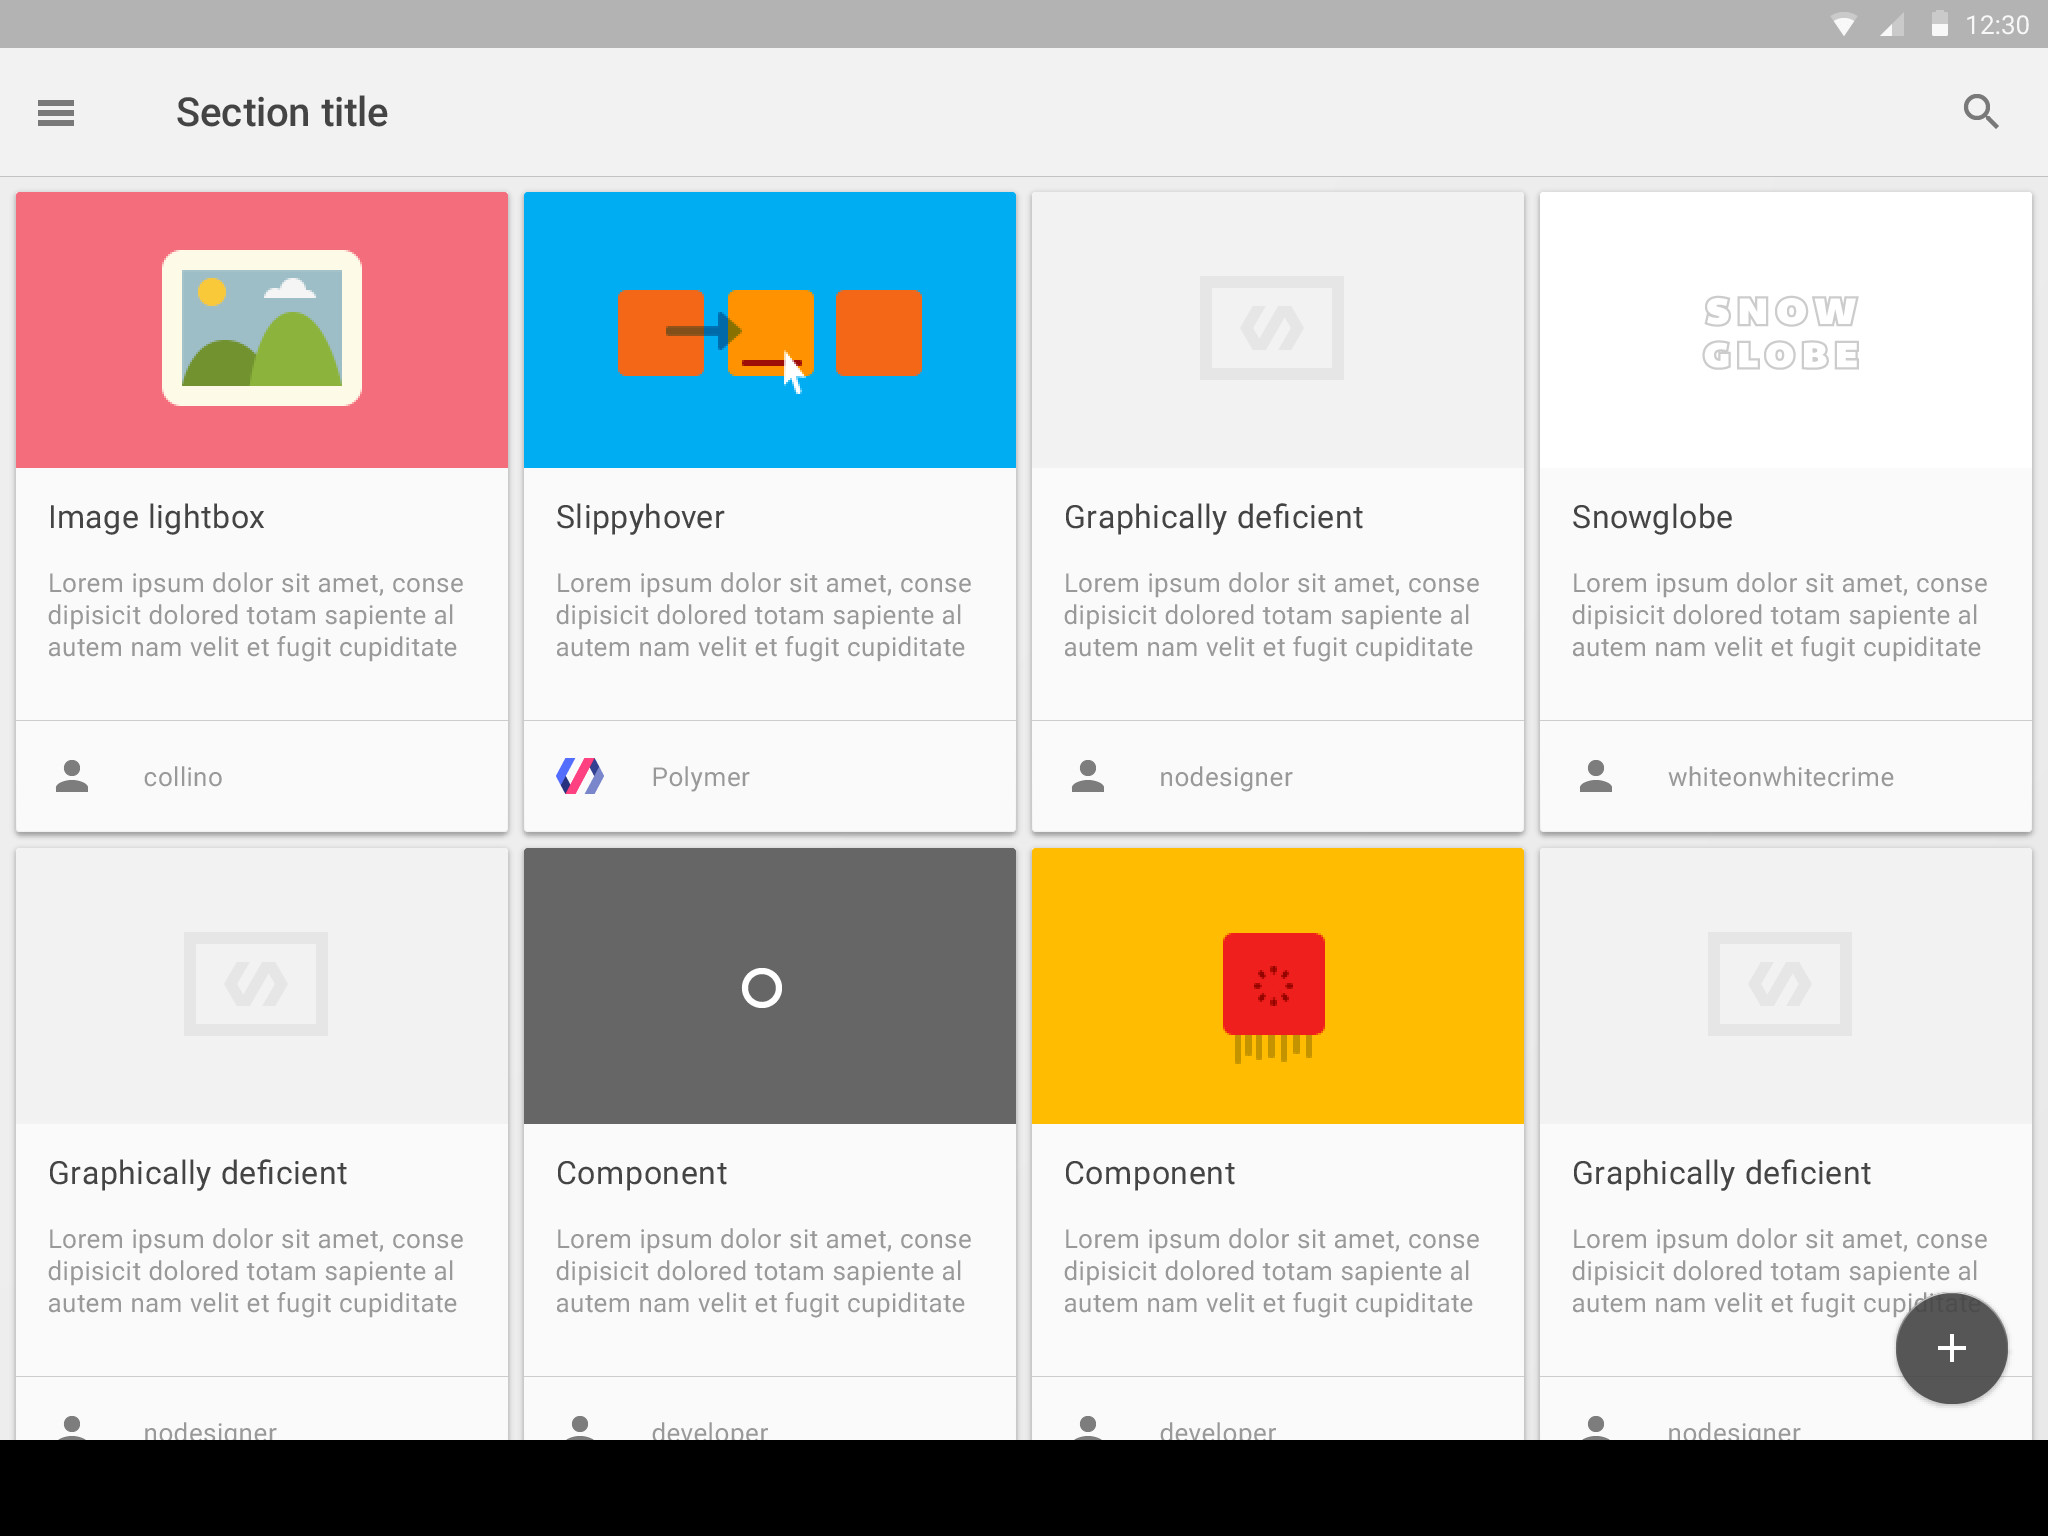 12:30
Section title
SNOW
GLOBE
Image lightbox
Lorem ipsum dolor sit amet, conse
dipisicit dolored totam sapiente al
autem nam velit et fugit cupiditate
collino
Slippyhover
Lorem ipsum dolor sit amet, conse
dipisicit dolored totam sapiente al
autem nam velit et fugit cupiditate
Polymer
Graphically deficient
Lorem ipsum dolor sit amet, conse
dipisicit dolored totam sapiente al
autem nam velit et fugit cupiditate
nodesigner
Snowglobe
Lorem ipsum dolor sit amet, conse
dipisicit dolored totam sapiente al
autem nam velit et fugit cupiditate
whiteonwhitecrime
Graphically deficient
Lorem ipsum dolor sit amet, conse
dipisicit dolored totam sapiente al
autem nam velit et fugit cupiditate
nodesigner
Component
Lorem ipsum dolor sit amet, conse
dipisicit dolored totam sapiente al
autem nam velit et fugit cupiditate
developer
Component
Lorem ipsum dolor sit amet, conse
dipisicit dolored totam sapiente al
autem nam velit et fugit cupiditate
developer
Graphically deficient
Lorem ipsum dolor sit amet, conse
dipisicit dolored totam sapiente al
autem nam velit et fugit cupiditate
nodesigner